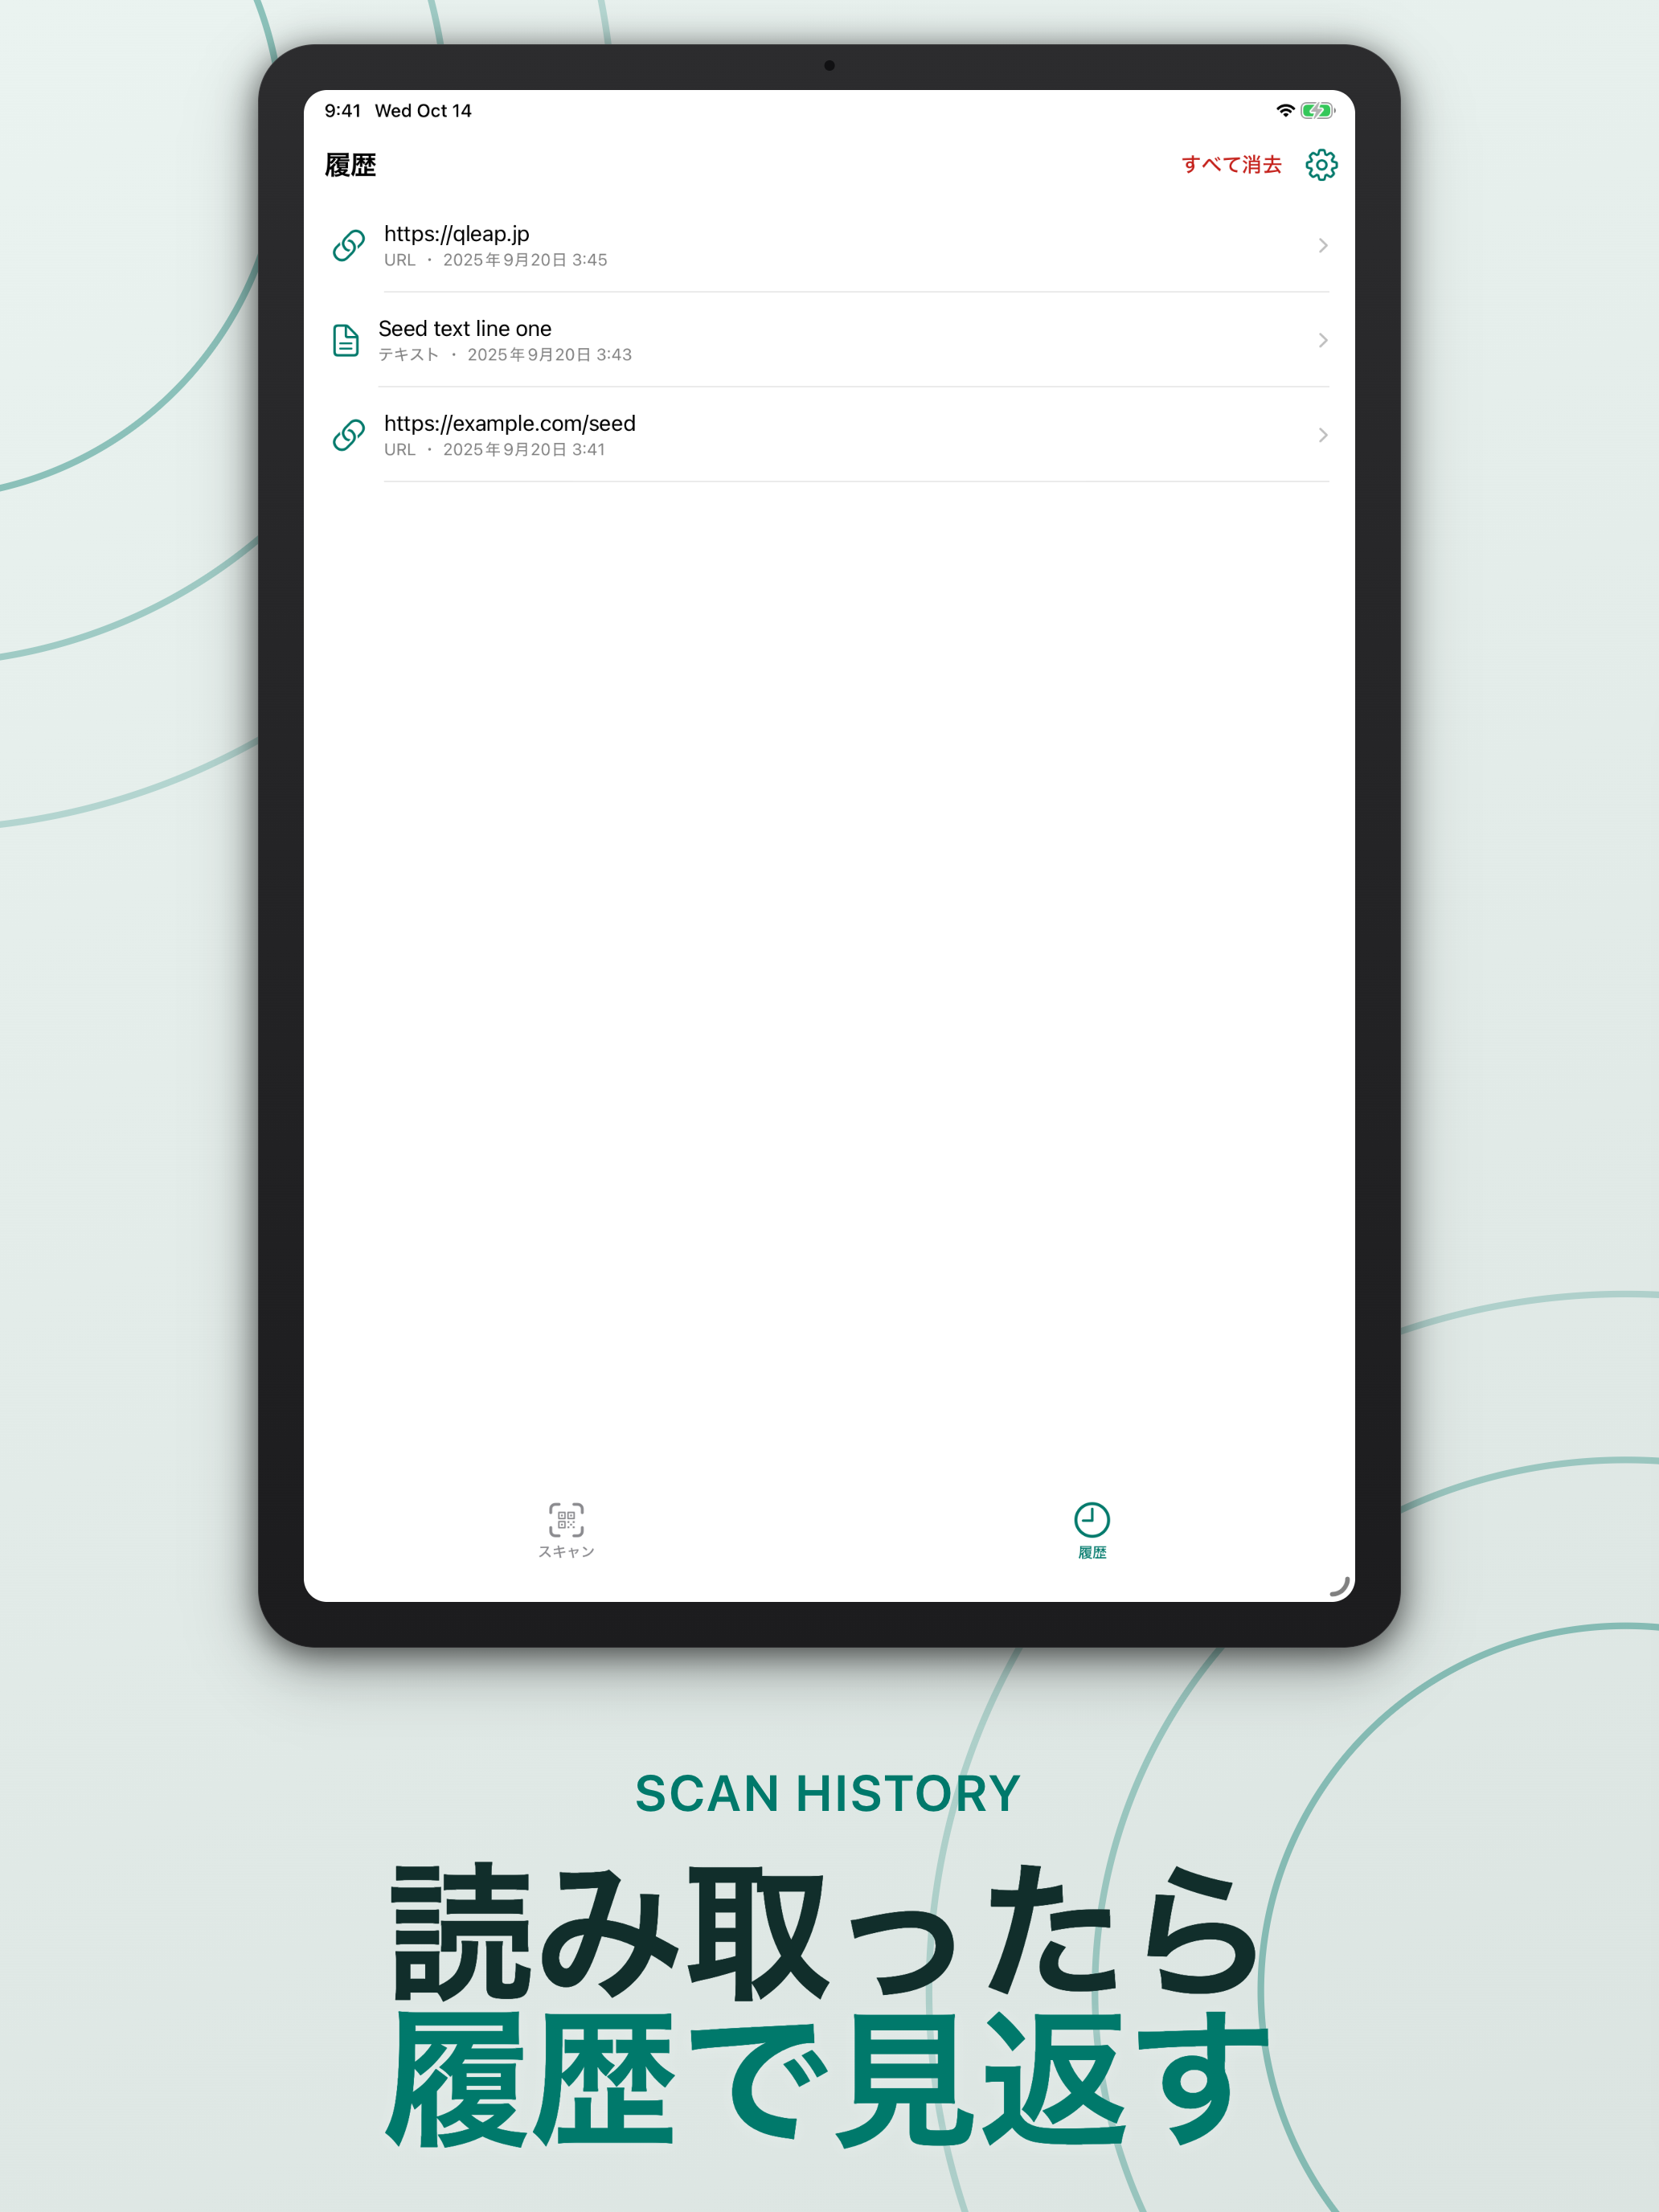 9:41 Wed Oct 14
履歴 すべて消去
https://qleap.jp
URL ・ 2025年9月20日 3:45
Seed text line one
テキスト ・ 2025年9月20日 3:43
https://example.com/seed
URL ・ 2025年9月20日 3:41
スキャン 履歴
SCAN HISTORY
読み取ったら
履歴で見返す